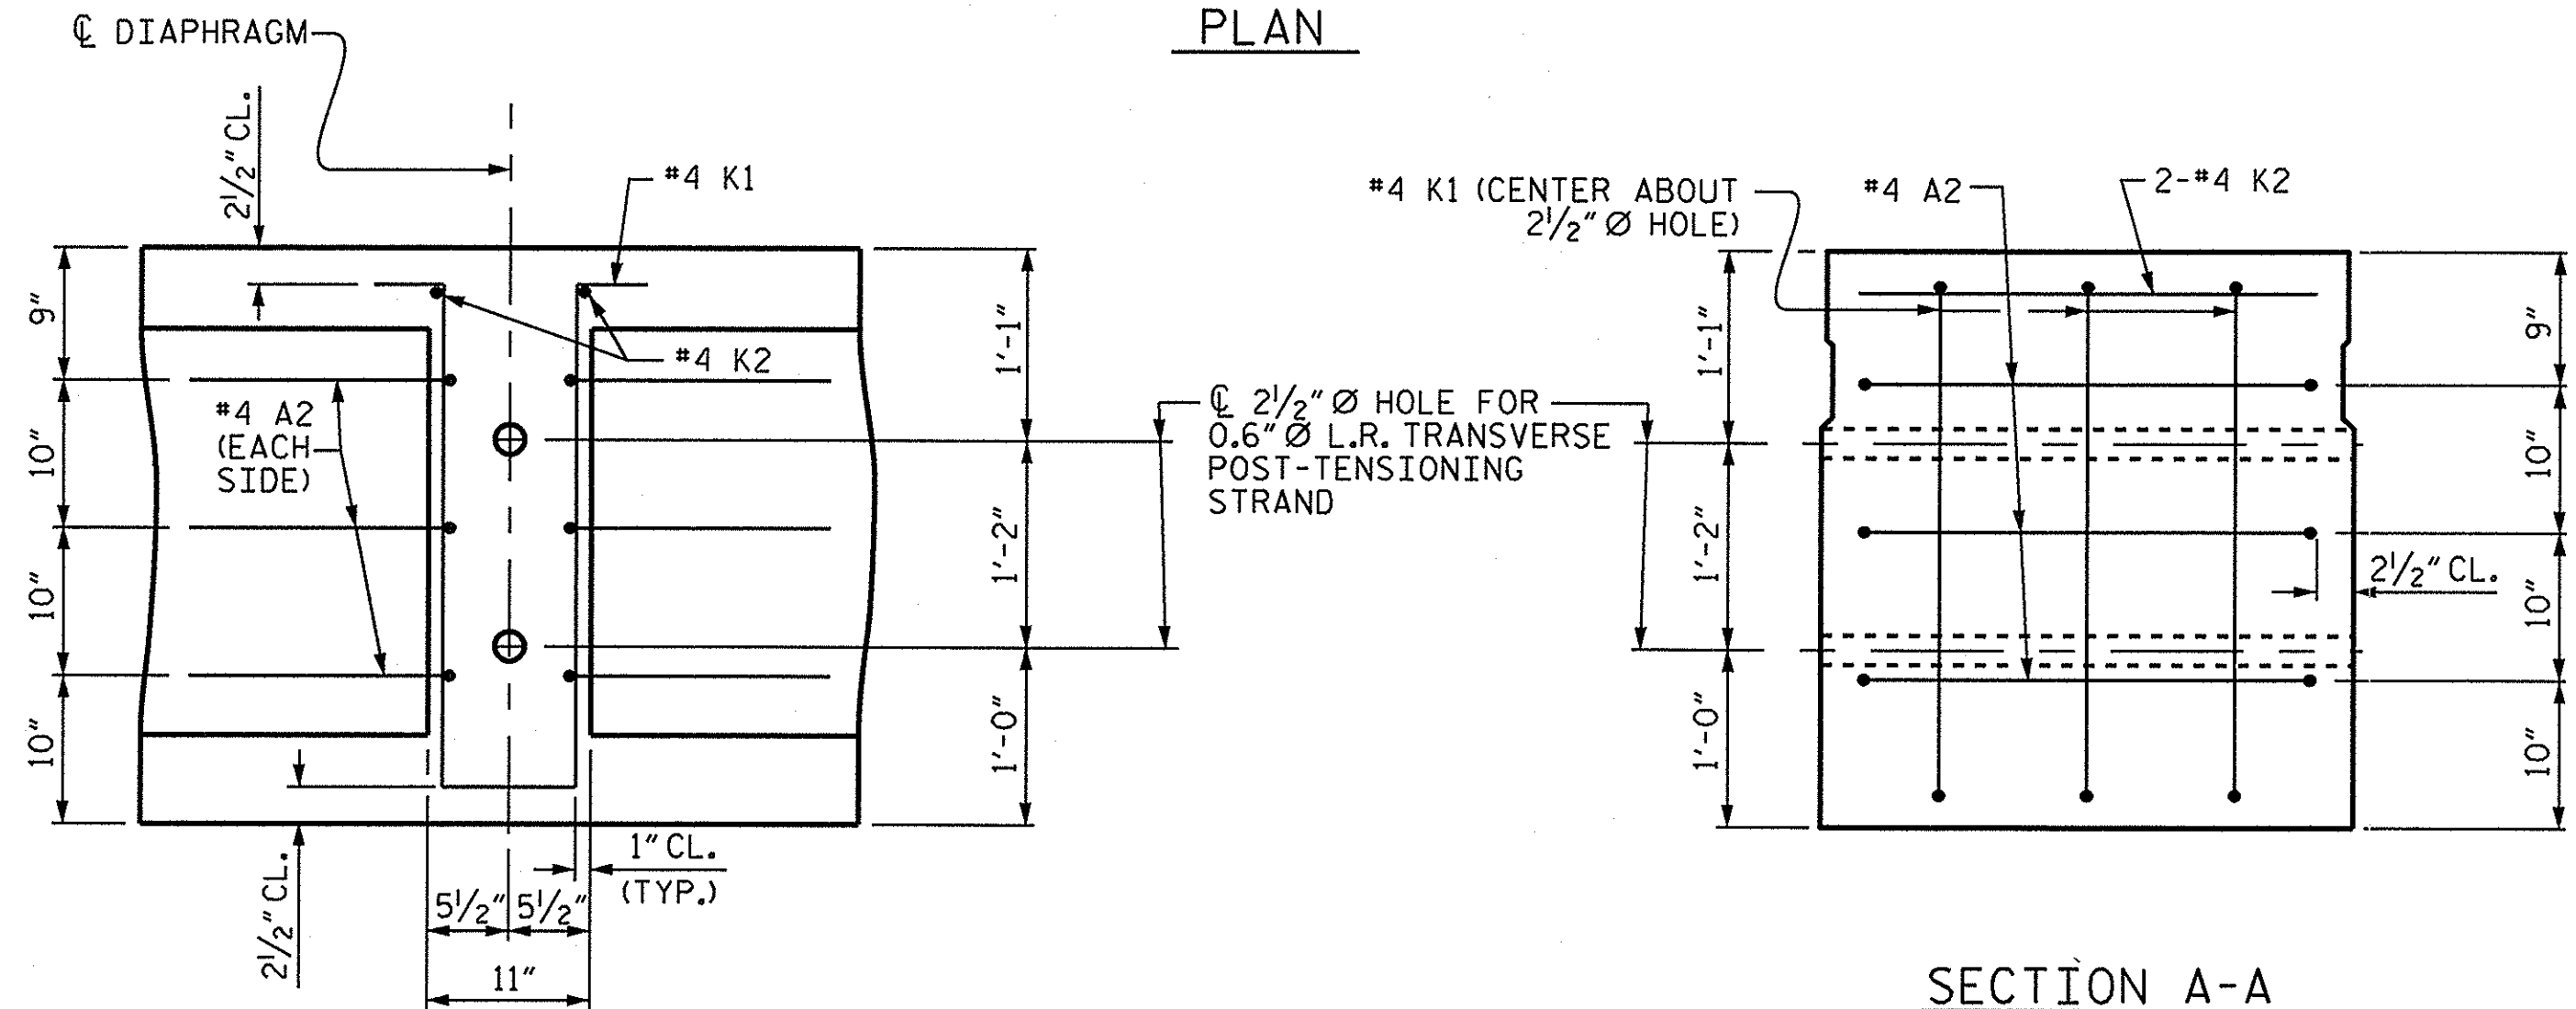 PLAN
℄ DIAPHRAGM
2½" CL.
#4 K1
#4 K2
#4 A2
(EACH
SIDE)
9"
10"
10"
10"
1'-1"
1'-2"
1'-0"
2½" CL.
5½"
5½"
1" CL.
(TYP.)
11"
℄ 2½" Ø HOLE FOR
0.6" Ø L.R. TRANSVERSE
POST-TENSIONING
STRAND
#4 K1 (CENTER ABOUT
2½" Ø HOLE)
#4 A2
2-#4 K2
1'-1"
1'-2"
1'-0"
9"
10"
10"
10"
2½" CL.
SECTION A-A